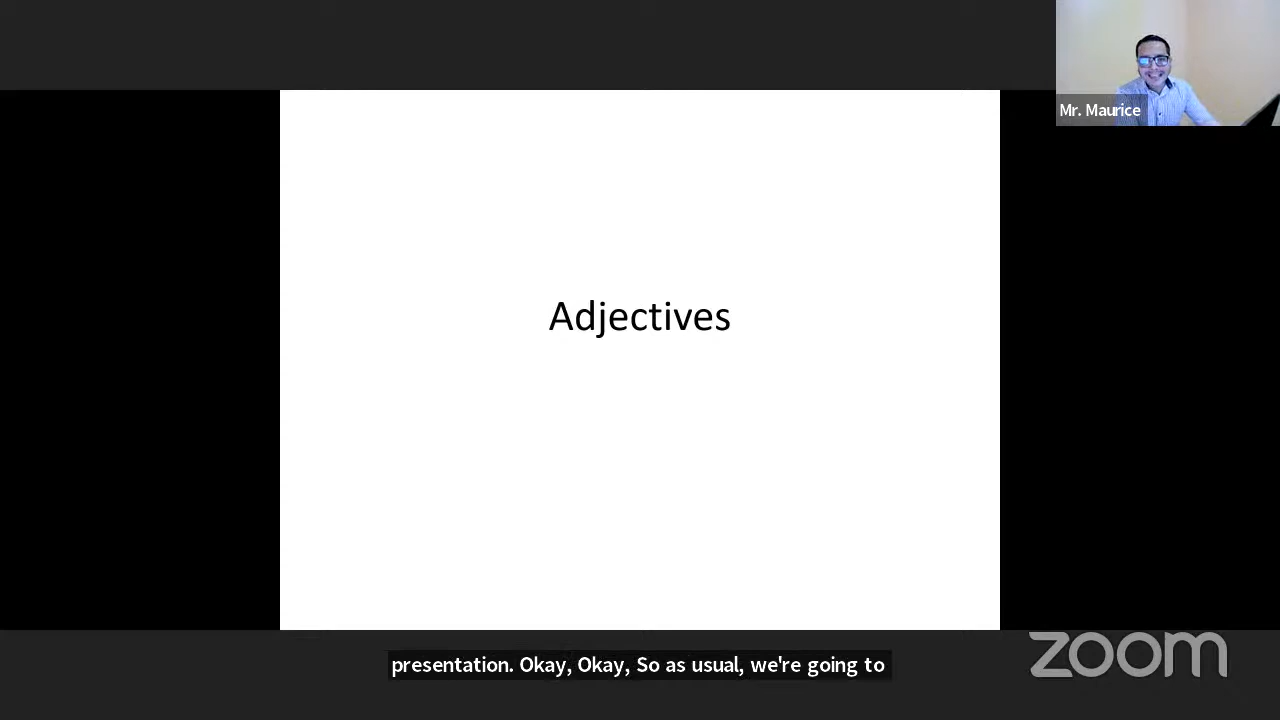 Mr. Maurice
Adjectives
presentation. Okay, Okay, So as usual, we're going to
zoom